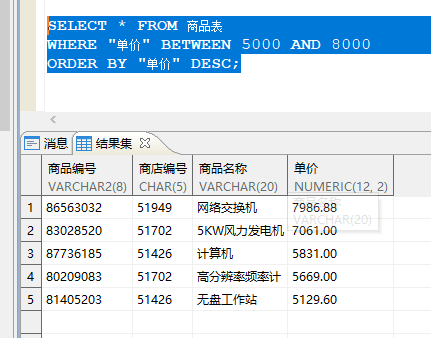 SELECT * FROM 商品表
WHERE "单价" BETWEEN 5000 AND 8000
ORDER BY "单价" DESC;
消息 结果集
商品编号 商店编号 商品名称 单价
VARCHAR2(8) CHAR(5) VARCHAR(20) NUMERIC(12, 2)
商品名称
VARCHAR(20)
1 86563032 51949 网络交换机 7986.88
2 83028520 51702 5KW风力发电机 7061.00
3 87736185 51426 计算机 5831.00
4 80209083 51702 高分辨率频率计 5669.00
5 81405203 51426 无盘工作站 5129.60